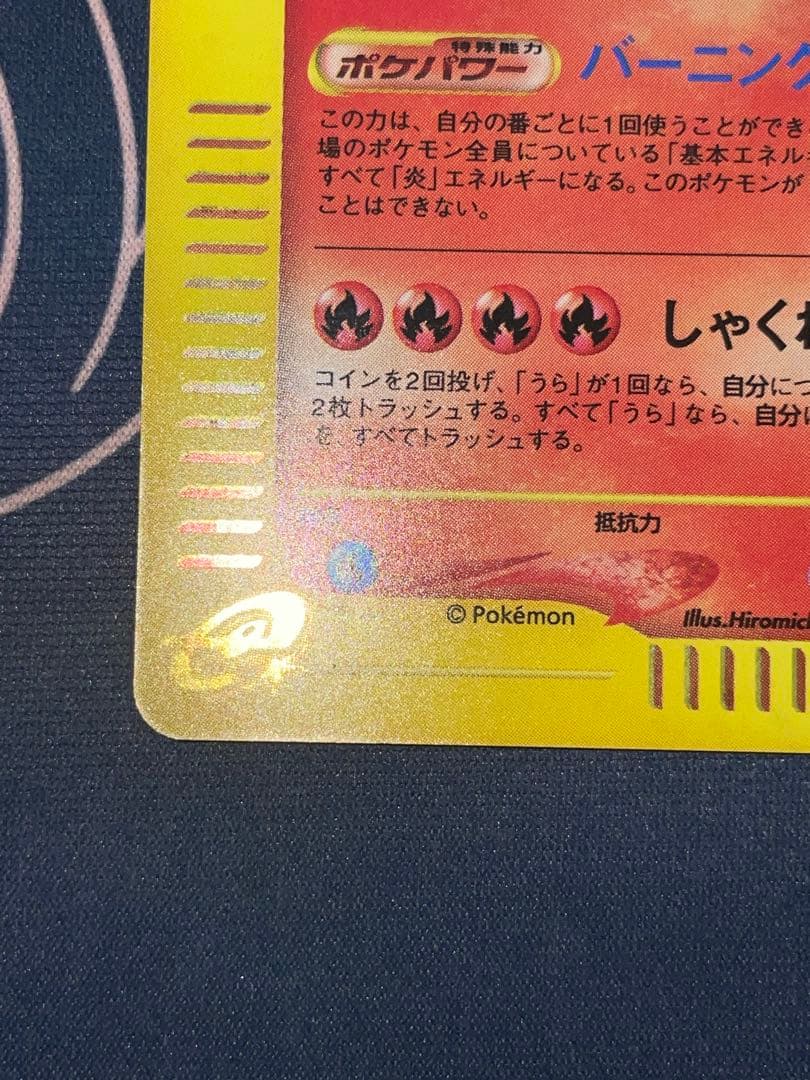 特殊能力
ポケパワー バーニング
この力は、自分の番ごとに1回使うことができ
場のポケモン全員についている「基本エネル
すべて「炎」エネルギーになる。このポケモンが
ことはできない。
しゃくね
コインを2回投げ、「うら」が1回なら、自分につ
2枚トラッシュする。すべて「うら」なら、自分に
を、すべてトラッシュする。
抵抗力
© Pokémon Illus.Hiromich